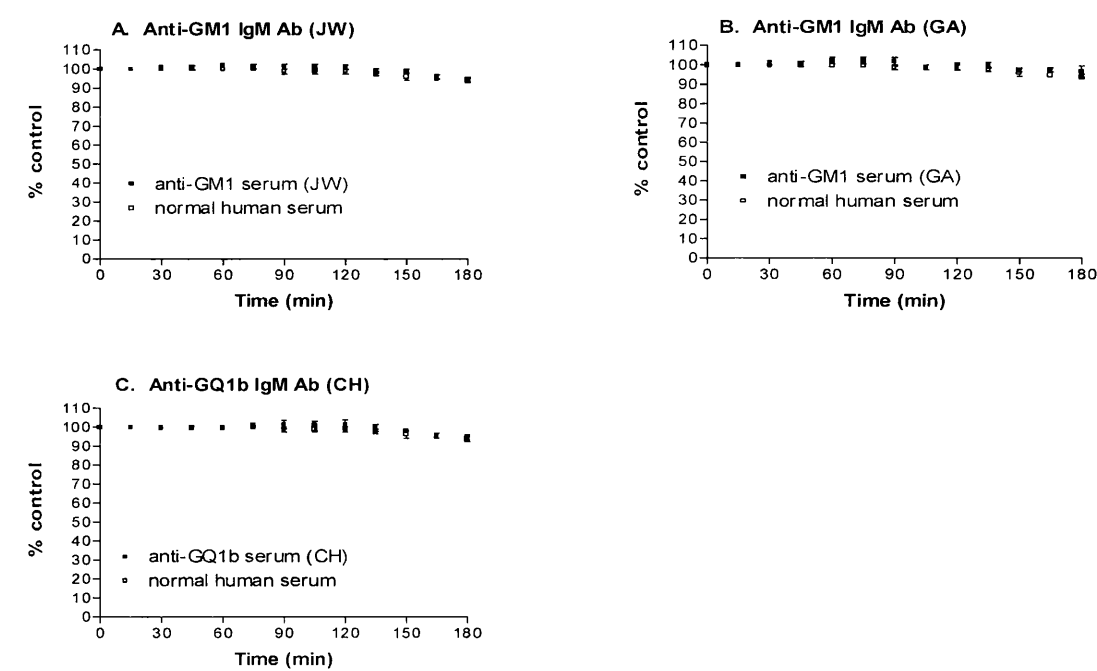 A. Anti-GM1 IgM Ab (JW)
110
100
90
80
70
60
50
40
30
20
10
0
% control
anti-GM1 serum (JW)
normal human serum
0 30 60 90 120 150 180
Time (min)
B. Anti-GM1 IgM Ab (GA)
110
100
90
80
70
60
50
40
30
20
10
0
% control
anti-GM1 serum (GA)
normal human serum
0 30 60 90 120 150 180
Time (min)
C. Anti-GQ1b IgM Ab (CH)
110
100
90
80
70
60
50
40
30
20
10
0
% control
anti-GQ1b serum (CH)
normal human serum
0 30 60 90 120 150 180
Time (min)